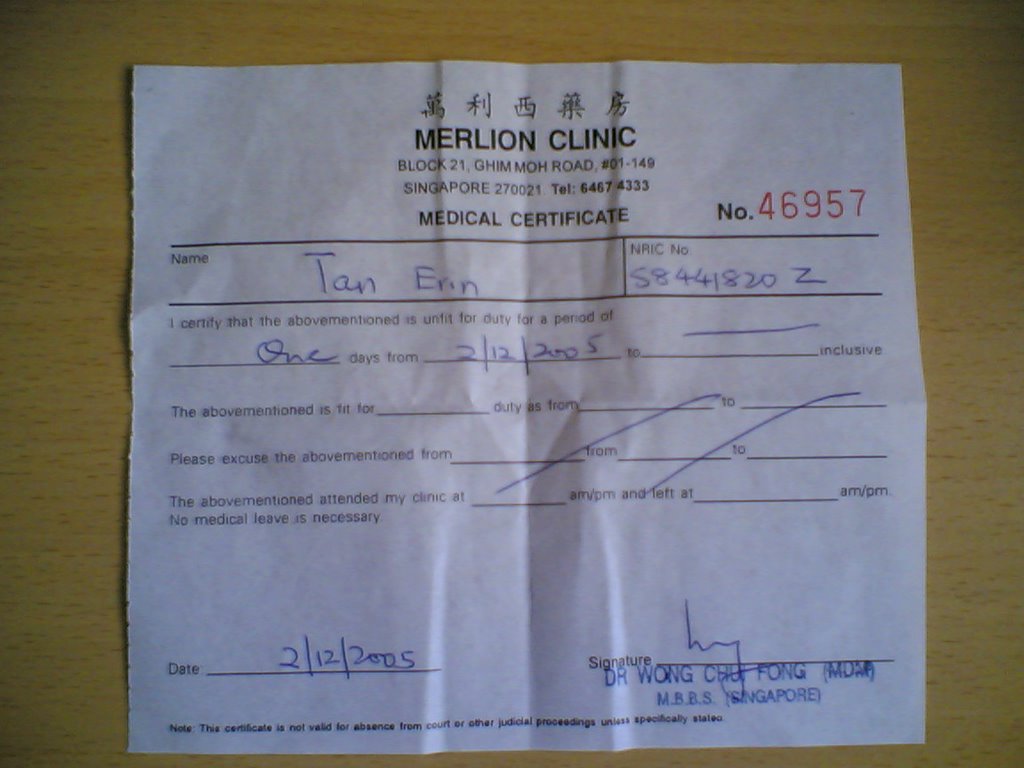 萬利西藥房
MERLION CLINIC
BLOCK 21, GHIM MOH ROAD, #01-149
SINGAPORE 270021 Tel: 6467 4333
MEDICAL CERTIFICATE No. 46957
Name Tan Erin NRIC No. S8441820 Z
I certify that the abovementioned is unfit for duty for a period of
One days from 2/12/2005 to inclusive
The abovementioned is fit for duty as from to
Please excuse the abovementioned from from to
The abovementioned attended my clinic at am/pm and left at am/pm.
No medical leave is necessary
Date 2/12/2005 Signature
DR WONG CHUI FONG (MDM)
M.B.B.S. (SINGAPORE)
Note: This certificate is not valid for absence from court or other judicial proceedings unless specifically stated.